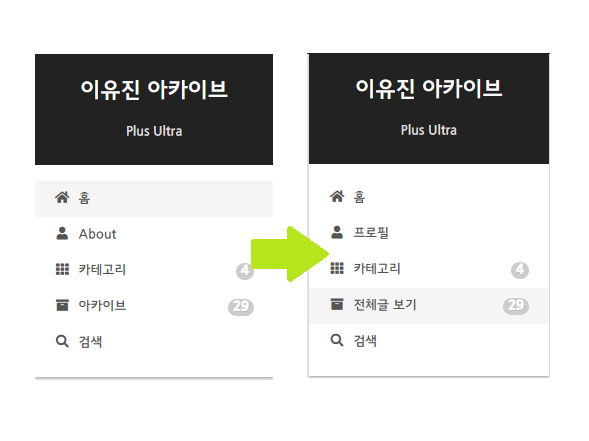 이유진 아카이브
Plus Ultra
홈
About
카테고리 4
아카이브 29
검색
이유진 아카이브
Plus Ultra
홈
프로필
카테고리 4
전체글 보기 29
검색